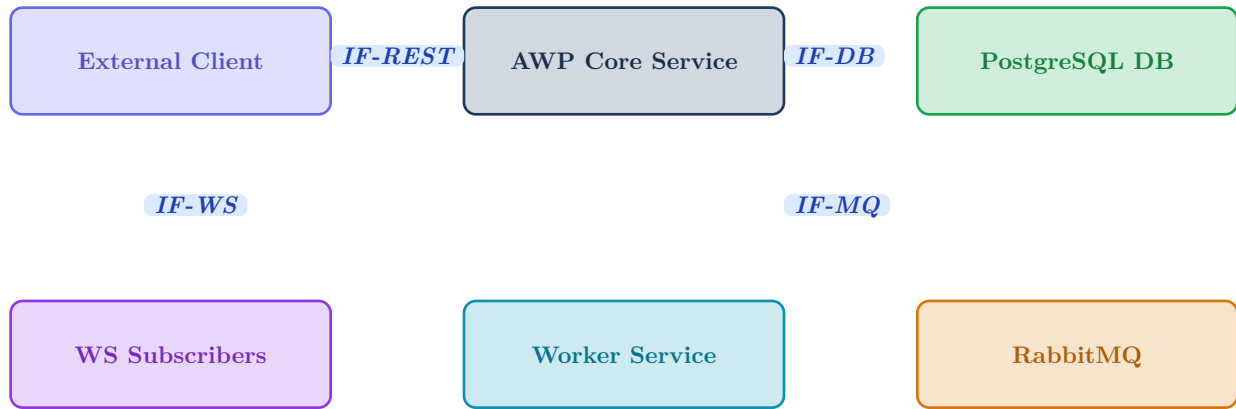 External Client
IF-REST
AWP Core Service
IF-DB
PostgreSQL DB
IF-WS
IF-MQ
WS Subscribers
Worker Service
RabbitMQ